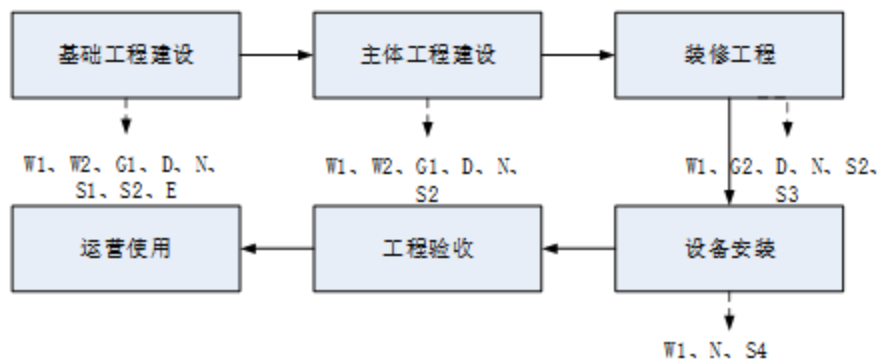 基础工程建设
主体工程建设
装修工程
W1、W2、G1、D、N、
S1、S2、E
W1、W2、G1、D、N、
S2
W1、G2、D、N、S2、
S3
运营使用
工程验收
设备安装
W1、N、S4